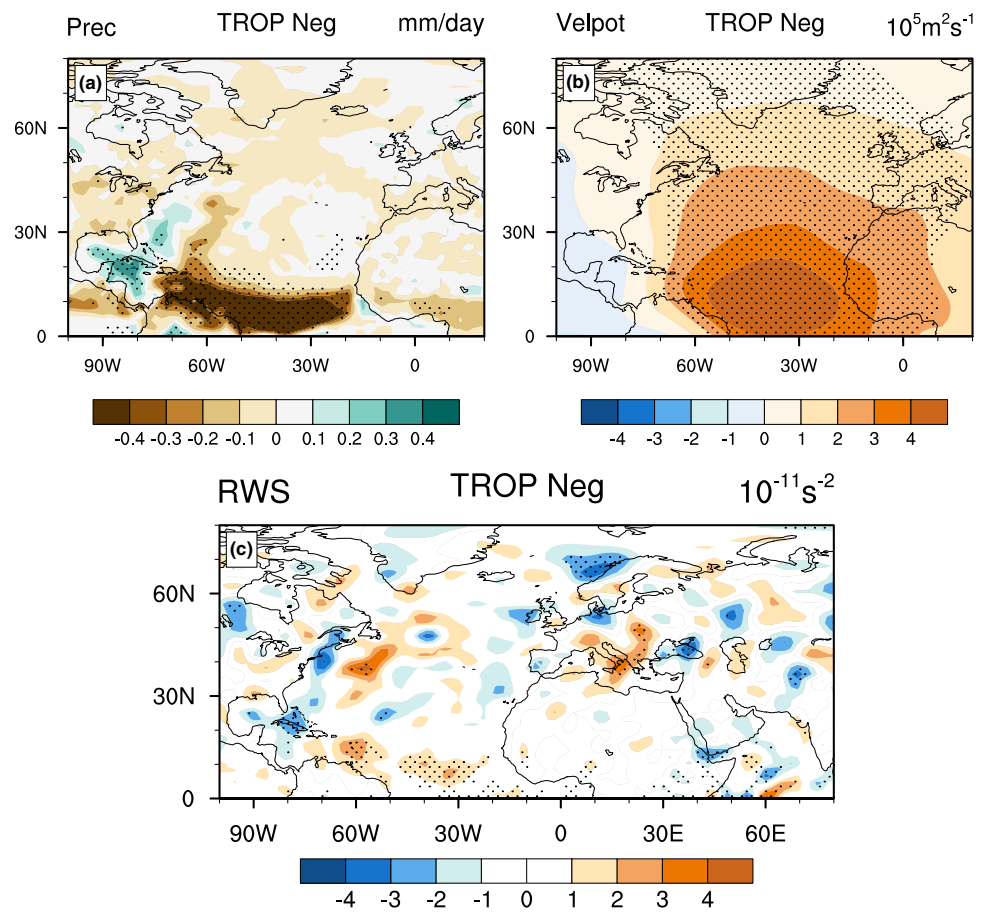 Prec TROP Neg mm/day
(a)
60N
30N
0
90W 60W 30W 0
-0.4 -0.3 -0.2 -0.1 0 0.1 0.2 0.3 0.4
Velpot TROP Neg 10⁵m²s⁻¹
(b)
60N
30N
0
90W 60W 30W 0
-4 -3 -2 -1 0 1 2 3 4
RWS TROP Neg 10⁻¹¹s⁻²
(c)
60N
30N
0
90W 60W 30W 0 30E 60E
-4 -3 -2 -1 0 1 2 3 4